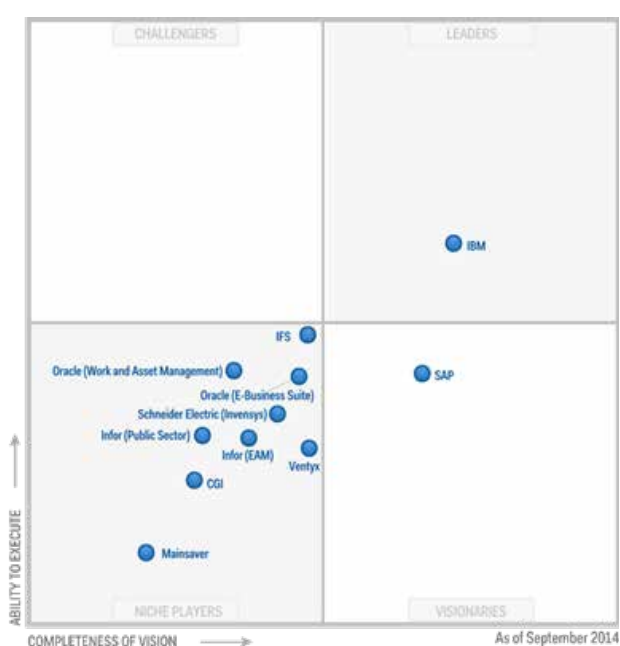 CHALLENGERS
LEADERS
IBM
IFS
Oracle (Work and Asset Management)
SAP
Oracle (E-Business Suite)
Schneider Electric (Invensys)
Infor (Public Sector)
Infor (EAM)
Ventyx
CGI
Mainsaver
NICHE PLAYERS
VISIONARIES
ABILITY TO EXECUTE
COMPLETENESS OF VISION
As of September 2014